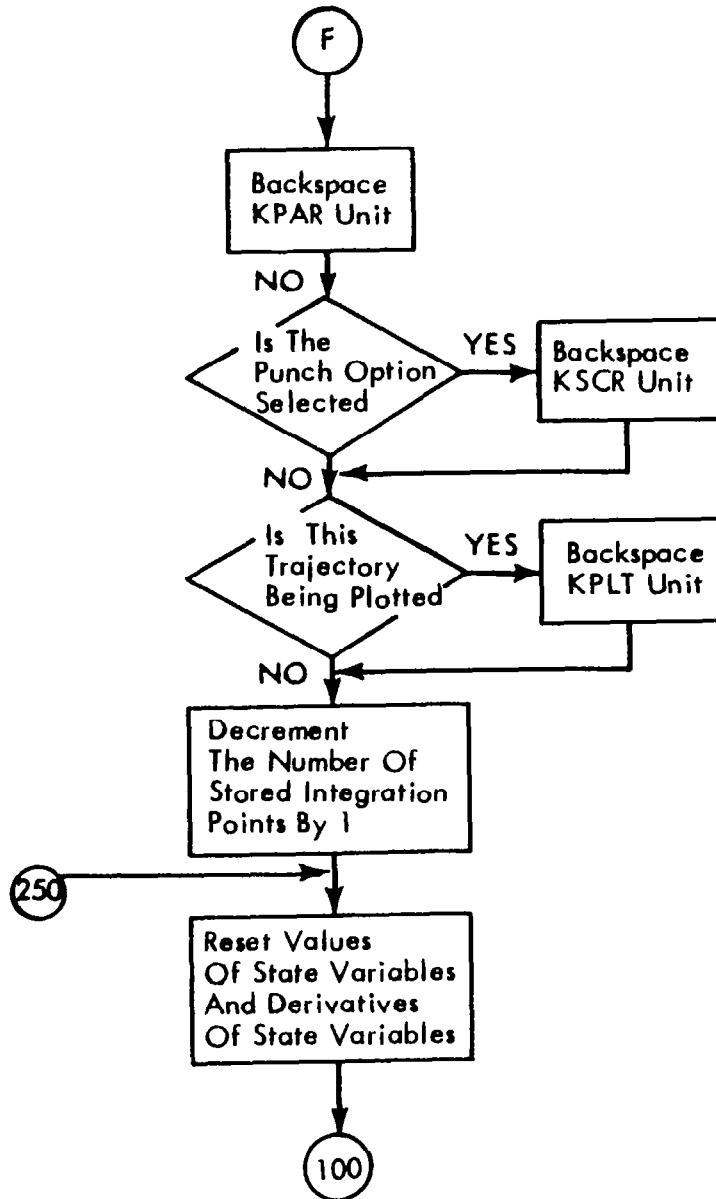 F
Backspace
KPAR Unit
NO
Is The
Punch Option
Selected
YES
Backspace
KSCR Unit
NO
Is This
Trajectory
Being Plotted
YES
Backspace
KPLT Unit
NO
Decrement
The Number Of
Stored Integration
Points By 1
250
Reset Values
Of State Variables
And Derivatives
Of State Variables
100